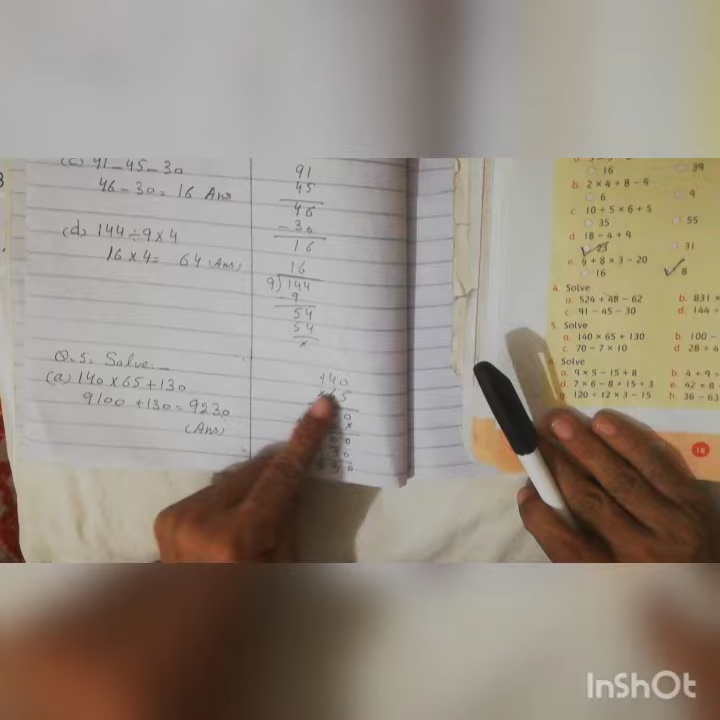 (c) 91-45-30
46-30= 16 Ans
(d) 144÷9×4
16×4= 64 (Ans)
Q.5. Solve
(a) 140×65+130
9100 +130= 9230
(Ans)
91
45
46
-30
16
16
9)144
- 9
54
54
×
140
16
39
b. 2 × 4 + 8 - 9
6
9
c. 10 ÷ 5 × 6 + 5
35
55
d. 18 - 4 + 9
23
31
e. 9 + 8 × 3 - 20
16
8
4. Solve
a. 524 + 48 - 62
b. 831 ×
c. 91 - 45 - 30
d. 144 ÷
5. Solve
a. 140 × 65 + 130
b. 100 -
c. 70 - 7 × 10
d. 28 ÷ 4
Solve
a. 9 × 5 - 15 + 8
b. 4 + 9 ÷
d. 7 × 6 - 8 + 15 ÷ 3
e. 42 ÷ 8
120 ÷ 12 × 3 - 15
h. 36 - 63
16
InShOt